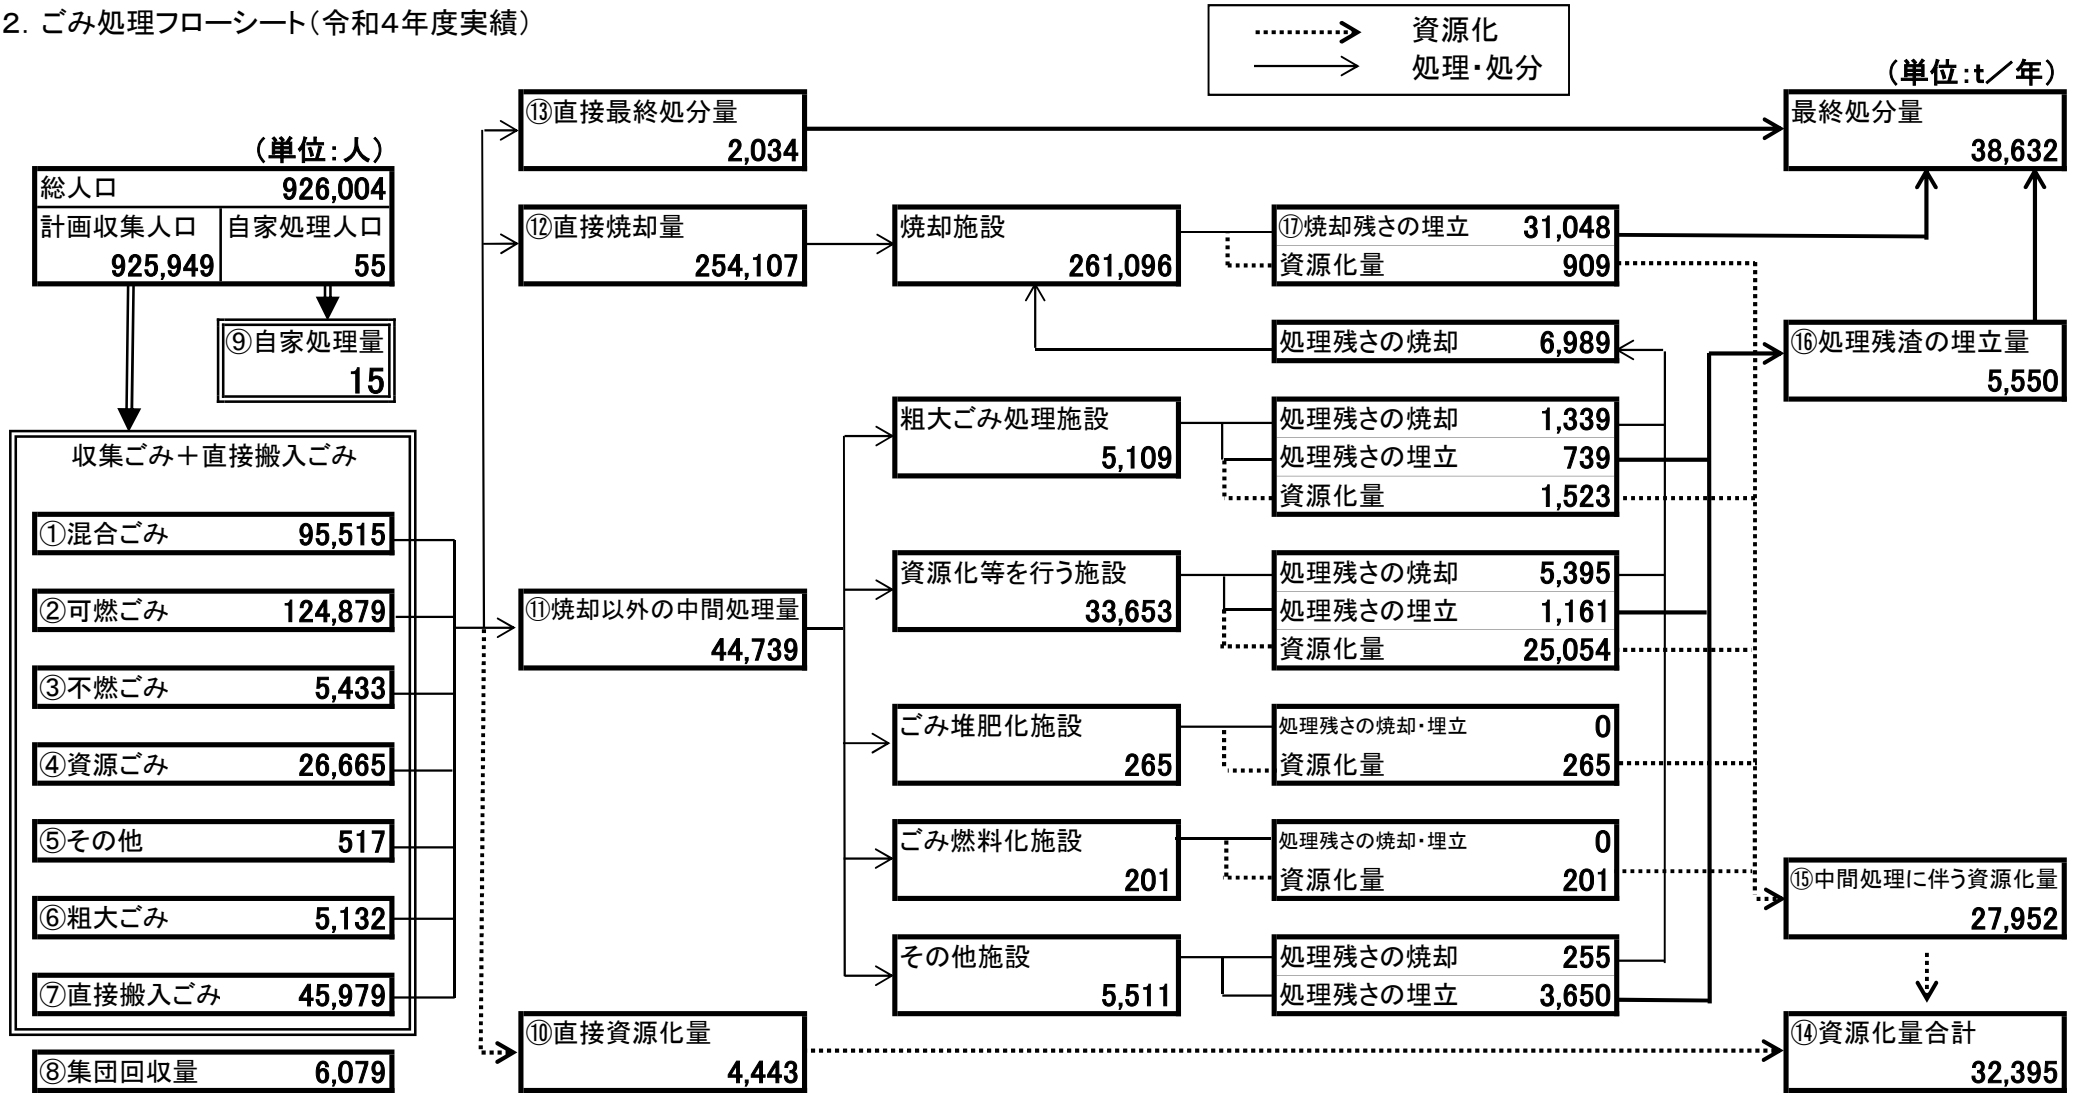 2．ごみ処理フローシート（令和4年度実績）
資源化
処理・処分
（単位：t／年）
（単位：人）
総人口 926,004
計画収集人口 自家処理人口
925,949 55
⑨自家処理量
15
収集ごみ＋直接搬入ごみ
①混合ごみ 95,515
②可燃ごみ 124,879
③不燃ごみ 5,433
④資源ごみ 26,665
⑤その他 517
⑥粗大ごみ 5,132
⑦直接搬入ごみ 45,979
⑧集団回収量 6,079
⑬直接最終処分量
2,034
⑫直接焼却量
254,107
⑪焼却以外の中間処理量
44,739
⑩直接資源化量
4,443
焼却施設
261,096
粗大ごみ処理施設
5,109
資源化等を行う施設
33,653
ごみ堆肥化施設
265
ごみ燃料化施設
201
その他施設
5,511
⑰焼却残さの埋立 31,048
資源化量 909
処理残さの焼却 6,989
処理残さの焼却 1,339
処理残さの埋立 739
資源化量 1,523
処理残さの焼却 5,395
処理残さの埋立 1,161
資源化量 25,054
処理残さの焼却・埋立 0
資源化量 265
処理残さの焼却・埋立 0
資源化量 201
処理残さの焼却 255
処理残さの埋立 3,650
最終処分量
38,632
⑯処理残渣の埋立量
5,550
⑮中間処理に伴う資源化量
27,952
⑭資源化量合計
32,395